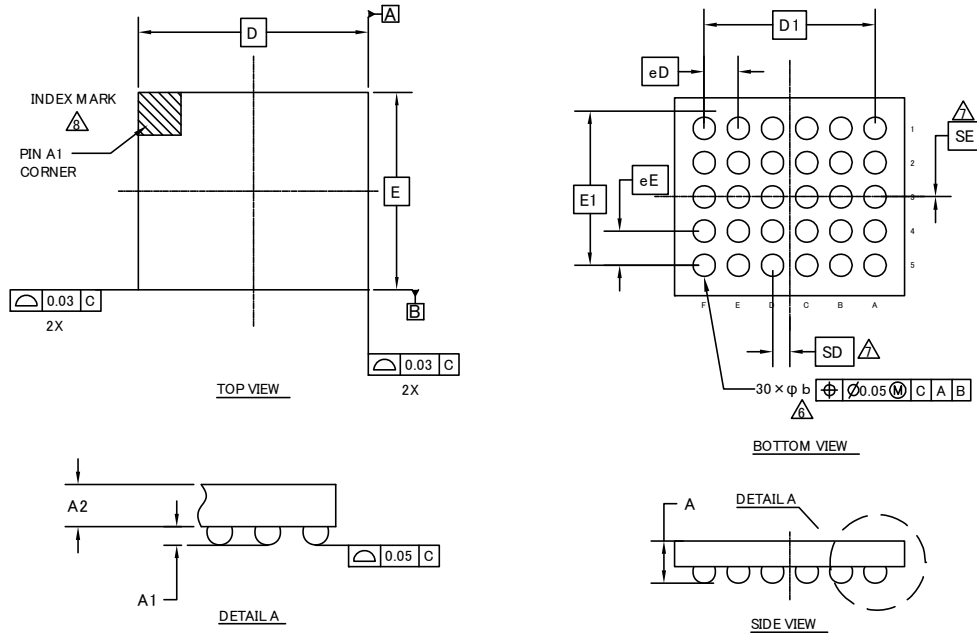 D
A
INDEX MARK
8
PIN A1
CORNER
E
0.03 C
2X
B
0.03 C
2X
TOP VIEW
D1
eD
7
SE
1
2
3
4
5
E1
eE
F E D C B A
SD 7
30×φ b ⌖ Ø0.05 Ⓜ C A B
6
BOTTOM VIEW
A2
A1
0.05 C
DETAIL A
A
DETAIL A
SIDE VIEW